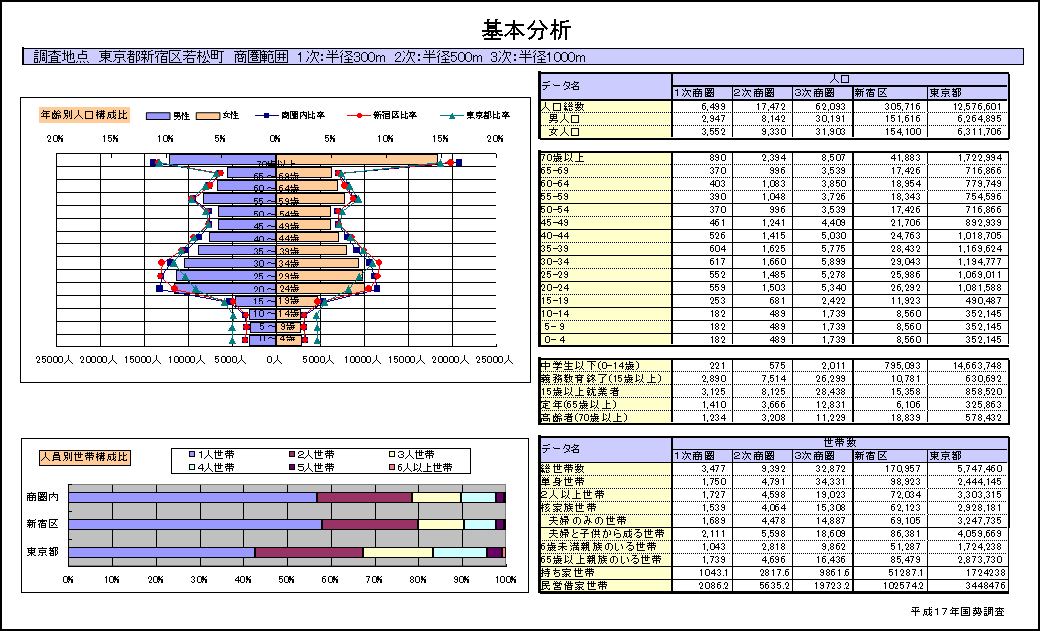 基本分析
調査地点 東京都新宿区若松町 商圏範囲 1次：半径300m 2次：半径500m 3次：半径1000m
年齢別人口構成比 男性 女性 商圏内比率 新宿区比率 東京都比率
20% 15% 10% 5% 0% 5% 10% 15% 20%
70歳以上
65～69歳
60～64歳
55～59歳
50～54歳
45～49歳
40～44歳
35～39歳
30～34歳
25～29歳
20～24歳
15～19歳
10～14歳
5～9歳
0～4歳
25000人 20000人 15000人 10000人 5000人 0人 5000人 10000人 15000人 20000人 25000人
人員別世帯構成比
1人世帯 2人世帯 3人世帯
4人世帯 5人世帯 6人以上世帯
商圏内
新宿区
東京都
0% 10% 20% 30% 40% 50% 60% 70% 80% 90% 100%
データ名 人口
1次商圏 2次商圏 3次商圏 新宿区 東京都
人口総数 6,499 17,472 62,093 305,716 12,576,601
男人口 2,947 8,142 30,191 151,616 6,264,895
女人口 3,552 9,330 31,903 154,100 6,311,706
70歳以上 890 2,394 8,507 41,883 1,722,994
65-69 370 996 3,539 17,426 716,866
60-64 403 1,083 3,850 18,954 779,749
55-59 390 1,048 3,726 18,343 754,596
50-54 370 996 3,539 17,426 716,866
45-49 461 1,241 4,409 21,706 892,939
40-44 526 1,415 5,030 24,763 1,018,705
35-39 604 1,625 5,775 28,432 1,169,624
30-34 617 1,660 5,899 29,043 1,194,777
25-29 552 1,485 5,278 25,986 1,069,011
20-24 559 1,503 5,340 26,292 1,081,588
15-19 253 681 2,422 11,923 490,487
10-14 182 489 1,739 8,560 352,145
5- 9 182 489 1,739 8,560 352,145
0- 4 182 489 1,739 8,560 352,145
中学生以下(0-14歳) 221 575 2,011 795,093 14,663,748
義務教育終了(15歳以上) 2,890 7,514 26,299 10,781 630,692
15歳以上就業者 3,125 8,125 28,438 15,358 858,520
定年(65歳以上) 1,410 3,666 12,831 6,106 325,863
高齢者(70歳以上) 1,234 3,208 11,229 18,839 578,432
データ名 世帯数
1次商圏 2次商圏 3次商圏 新宿区 東京都
総世帯数 3,477 9,392 32,872 170,957 5,747,460
単身世帯 1,750 4,791 34,331 98,923 2,444,145
2人以上世帯 1,727 4,598 19,023 72,034 3,303,315
核家族世帯 1,539 4,064 15,308 62,123 2,928,181
夫婦のみの世帯 1,689 4,478 14,887 69,105 3,247,735
夫婦と子供から成る世帯 2,111 5,598 18,609 86,381 4,059,669
6歳未満親族のいる世帯 1,043 2,818 9,862 51,287 1,724,238
65歳以上親族のいる世帯 1,739 4,696 16,436 85,479 2,873,730
持ち家世帯 1043.1 2817.6 9861.6 51287.1 1724238
民営借家世帯 2086.2 5635.2 19723.2 102574.2 3448476
平成17年国勢調査